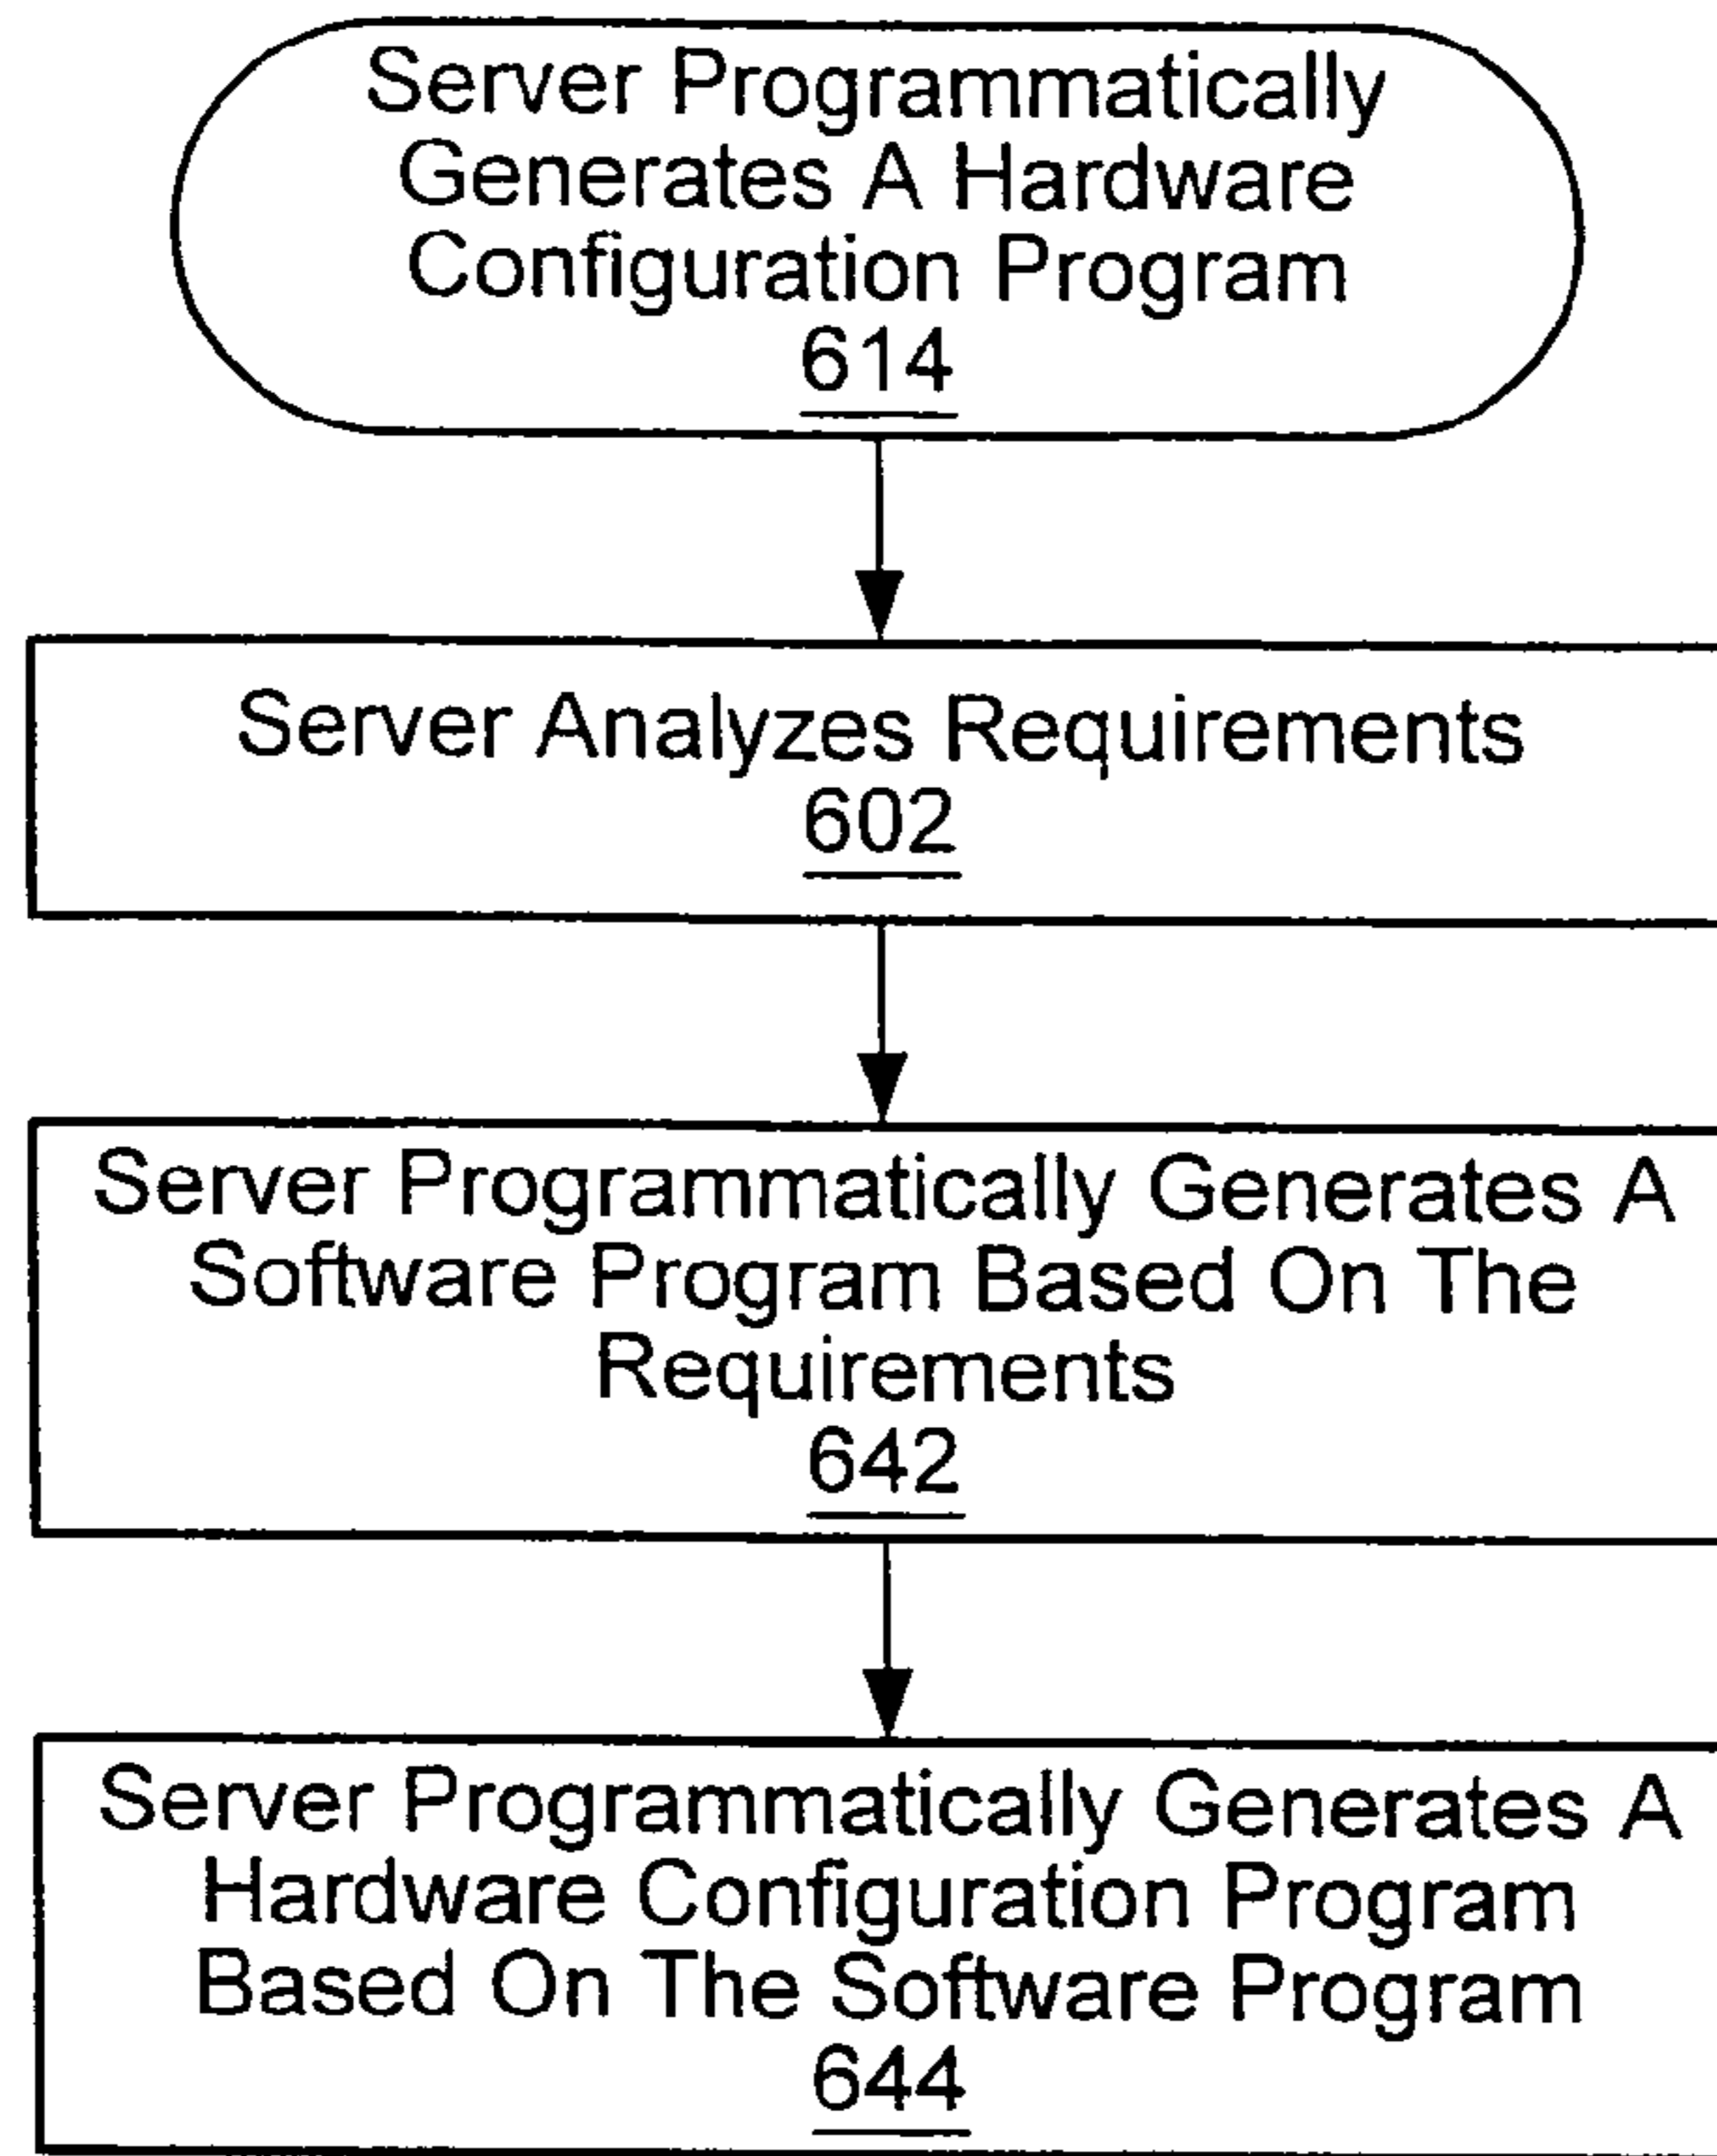 Server Programmatically
Generates A Hardware
Configuration Program
614
Server Analyzes Requirements
602
Server Programmatically Generates A
Software Program Based On The
Requirements
642
Server Programmatically Generates A
Hardware Configuration Program
Based On The Software Program
644